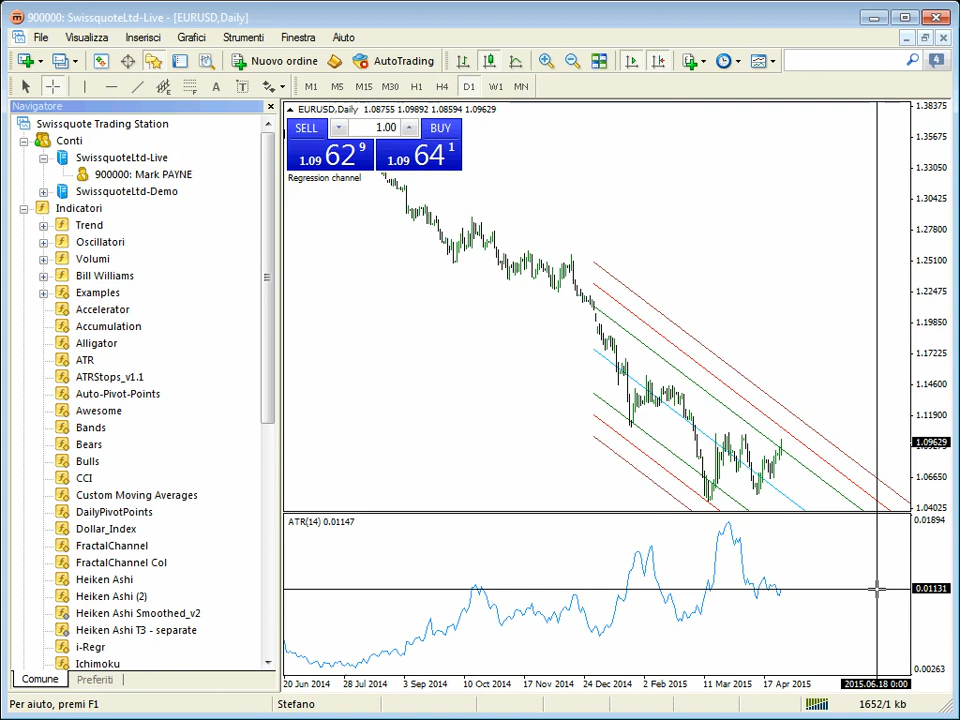 900000: SwissquoteLtd-Live - [EURUSD,Daily]
File Visualizza Inserisci Grafici Strumenti Finestra Aiuto
Nuovo ordine AutoTrading 4
A T M1 M5 M15 M30 H1 H4 D1 W1 MN
Navigatore
Swissquote Trading Station
Conti
SwissquoteLtd-Live
900000: Mark PAYNE
SwissquoteLtd-Demo
Indicatori
Trend
Oscillatori
Volumi
Bill Williams
Examples
Accelerator
Accumulation
Alligator
ATR
ATRStops_v1.1
Auto-Pivot-Points
Awesome
Bands
Bears
Bulls
CCI
Custom Moving Averages
DailyPivotPoints
Dollar_Index
FractalChannel
FractalChannel Col
Heiken Ashi
Heiken Ashi (2)
Heiken Ashi Smoothed_v2
Heiken Ashi T3 - separate
i-Regr
Ichimoku
Comune Preferiti
EURUSD,Daily 1.08755 1.09892 1.08594 1.09629
SELL 1.00 BUY
1.09 62 9 1.09 64 1
Regression channel
1.38375
1.35675
1.33050
1.30425
1.27800
1.25100
1.22475
1.19850
1.17225
1.14600
1.11900
1.09629
1.06650
1.04025
ATR(14) 0.01147
0.01894
0.01131
0.00263
20 Jun 2014 28 Jul 2014 3 Sep 2014 10 Oct 2014 17 Nov 2014 24 Dec 2014 2 Feb 2015 11 Mar 2015 17 Apr 2015 2015.06.18 0:00
Per aiuto, premi F1 Stefano 1652/1 kb